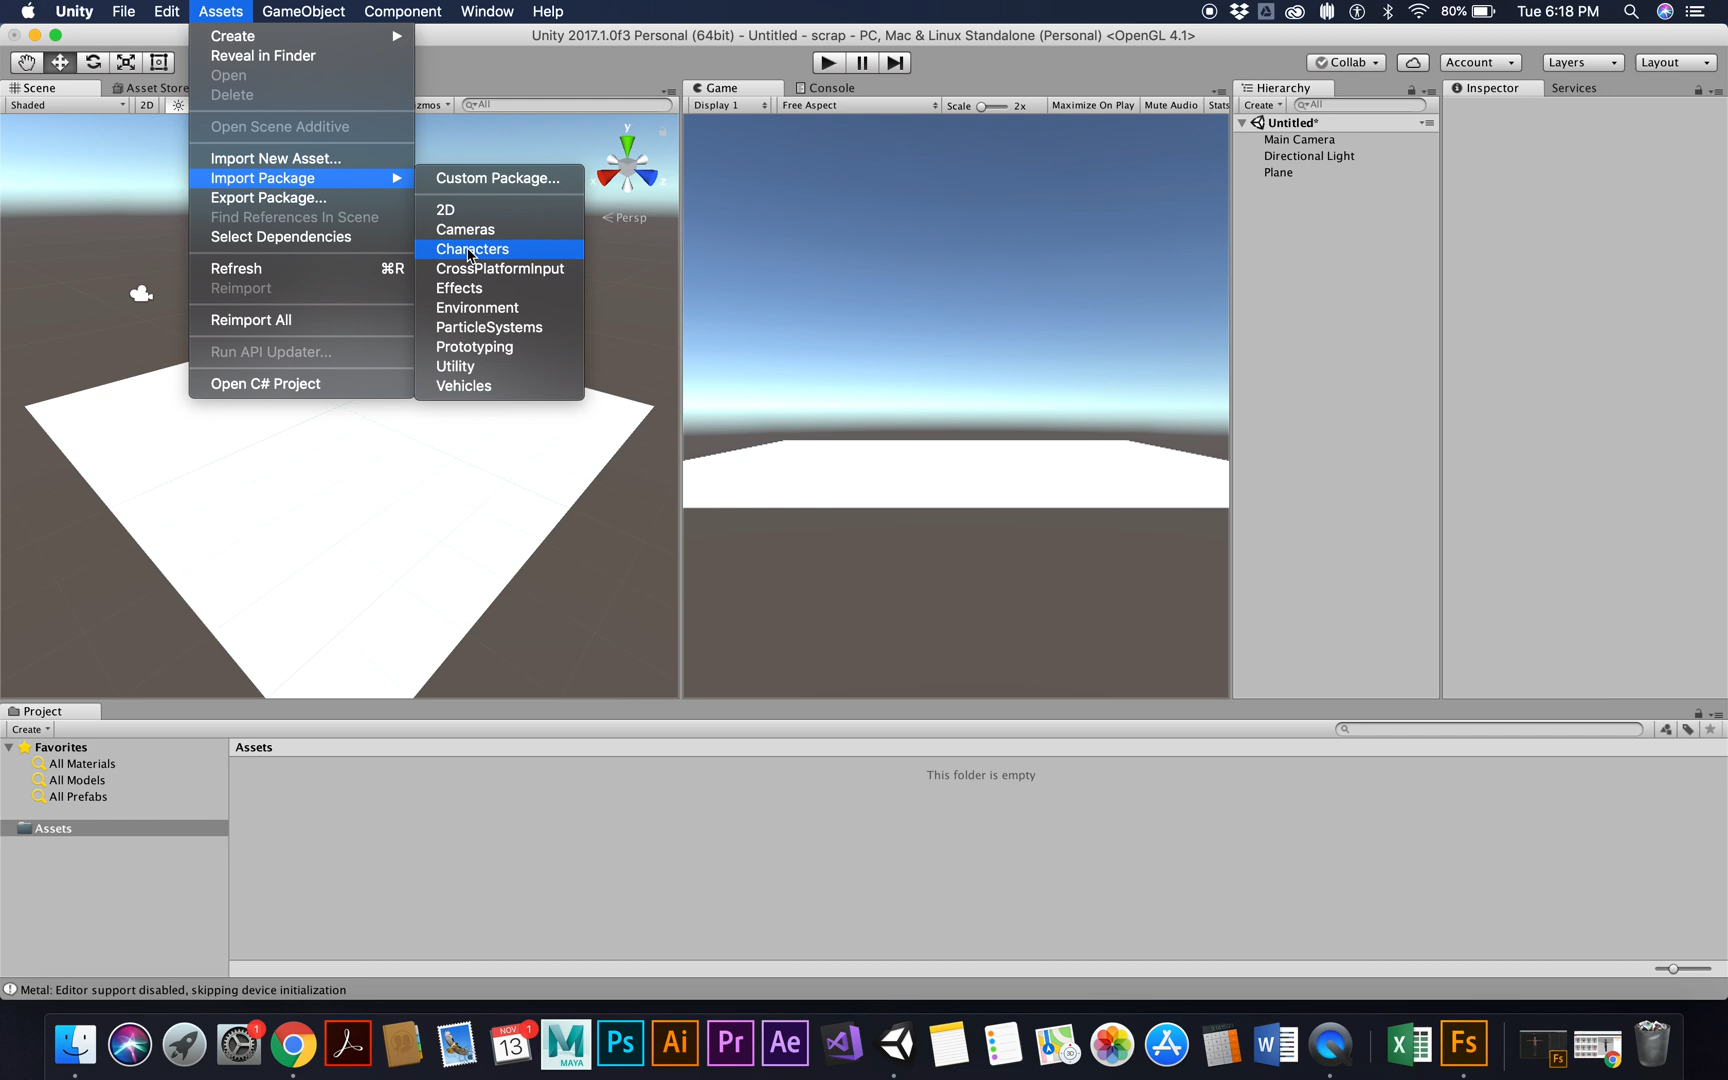 Unity File Edit Assets GameObject Component Window Help 80% Tue 6:18 PM
Unity 2017.1.0f3 Personal (64bit) - Untitled - scrap - PC, Mac & Linux Standalone (Personal) <OpenGL 4.1>
Collab Account Layers Layout
Scene Asset Store
Shaded 2D All
Create
Reveal in Finder
Open
Delete
Open Scene Additive
Import New Asset...
Import Package
Export Package...
Find References In Scene
Select Dependencies
Refresh ⌘R
Reimport
Reimport All
Run API Updater...
Open C# Project
Custom Package...
2D
Cameras
Characters
CrossPlatformInput
Effects
Environment
ParticleSystems
Prototyping
Utility
Vehicles
y
x z
Persp
Game Console
Display 1 Free Aspect Scale 2x Maximize On Play Mute Audio Stats
Hierarchy
Create All
Untitled*
Main Camera
Directional Light
Plane
Inspector Services
Project
Create
Favorites
All Materials
All Models
All Prefabs
Assets
Assets
This folder is empty
Metal: Editor support disabled, skipping device initialization
1 NOV 13 1 MAYA Ps Ai Pr Ae W X Fs Fs